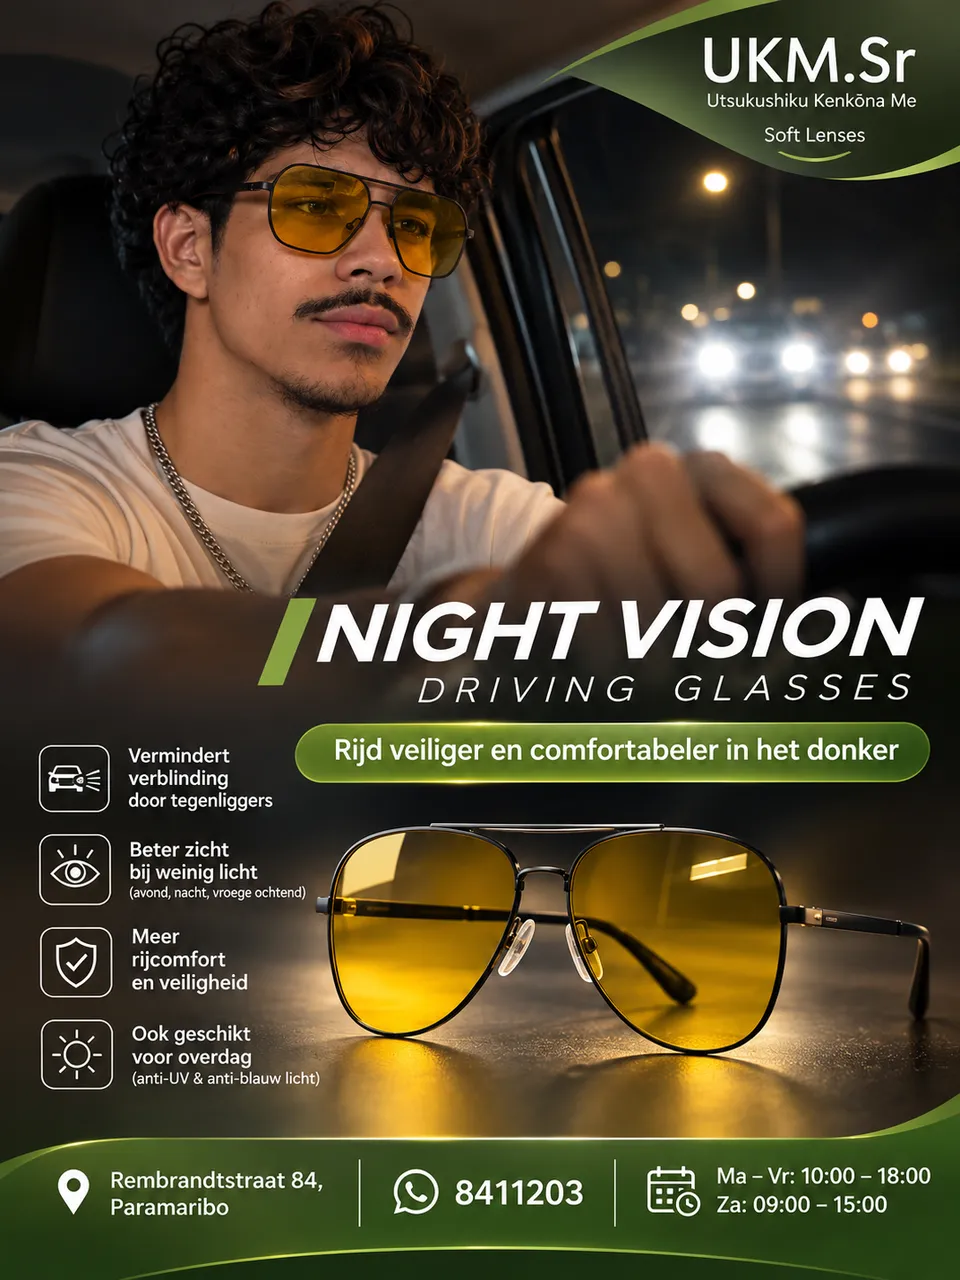 UKM.Sr
Utsukushiku Kenkōna Me
Soft Lenses
NIGHT VISION
DRIVING GLASSES
Rijd veiliger en comfortabeler in het donker
Vermindert
verblinding
door tegenliggers
Beter zicht
bij weinig licht
(avond, nacht, vroege ochtend)
Meer
rijcomfort
en veiligheid
Ook geschikt
voor overdag
(anti-UV & anti-blauw licht)
Rembrandtstraat 84,
Paramaribo
8411203
Ma – Vr: 10:00 – 18:00
Za: 09:00 – 15:00